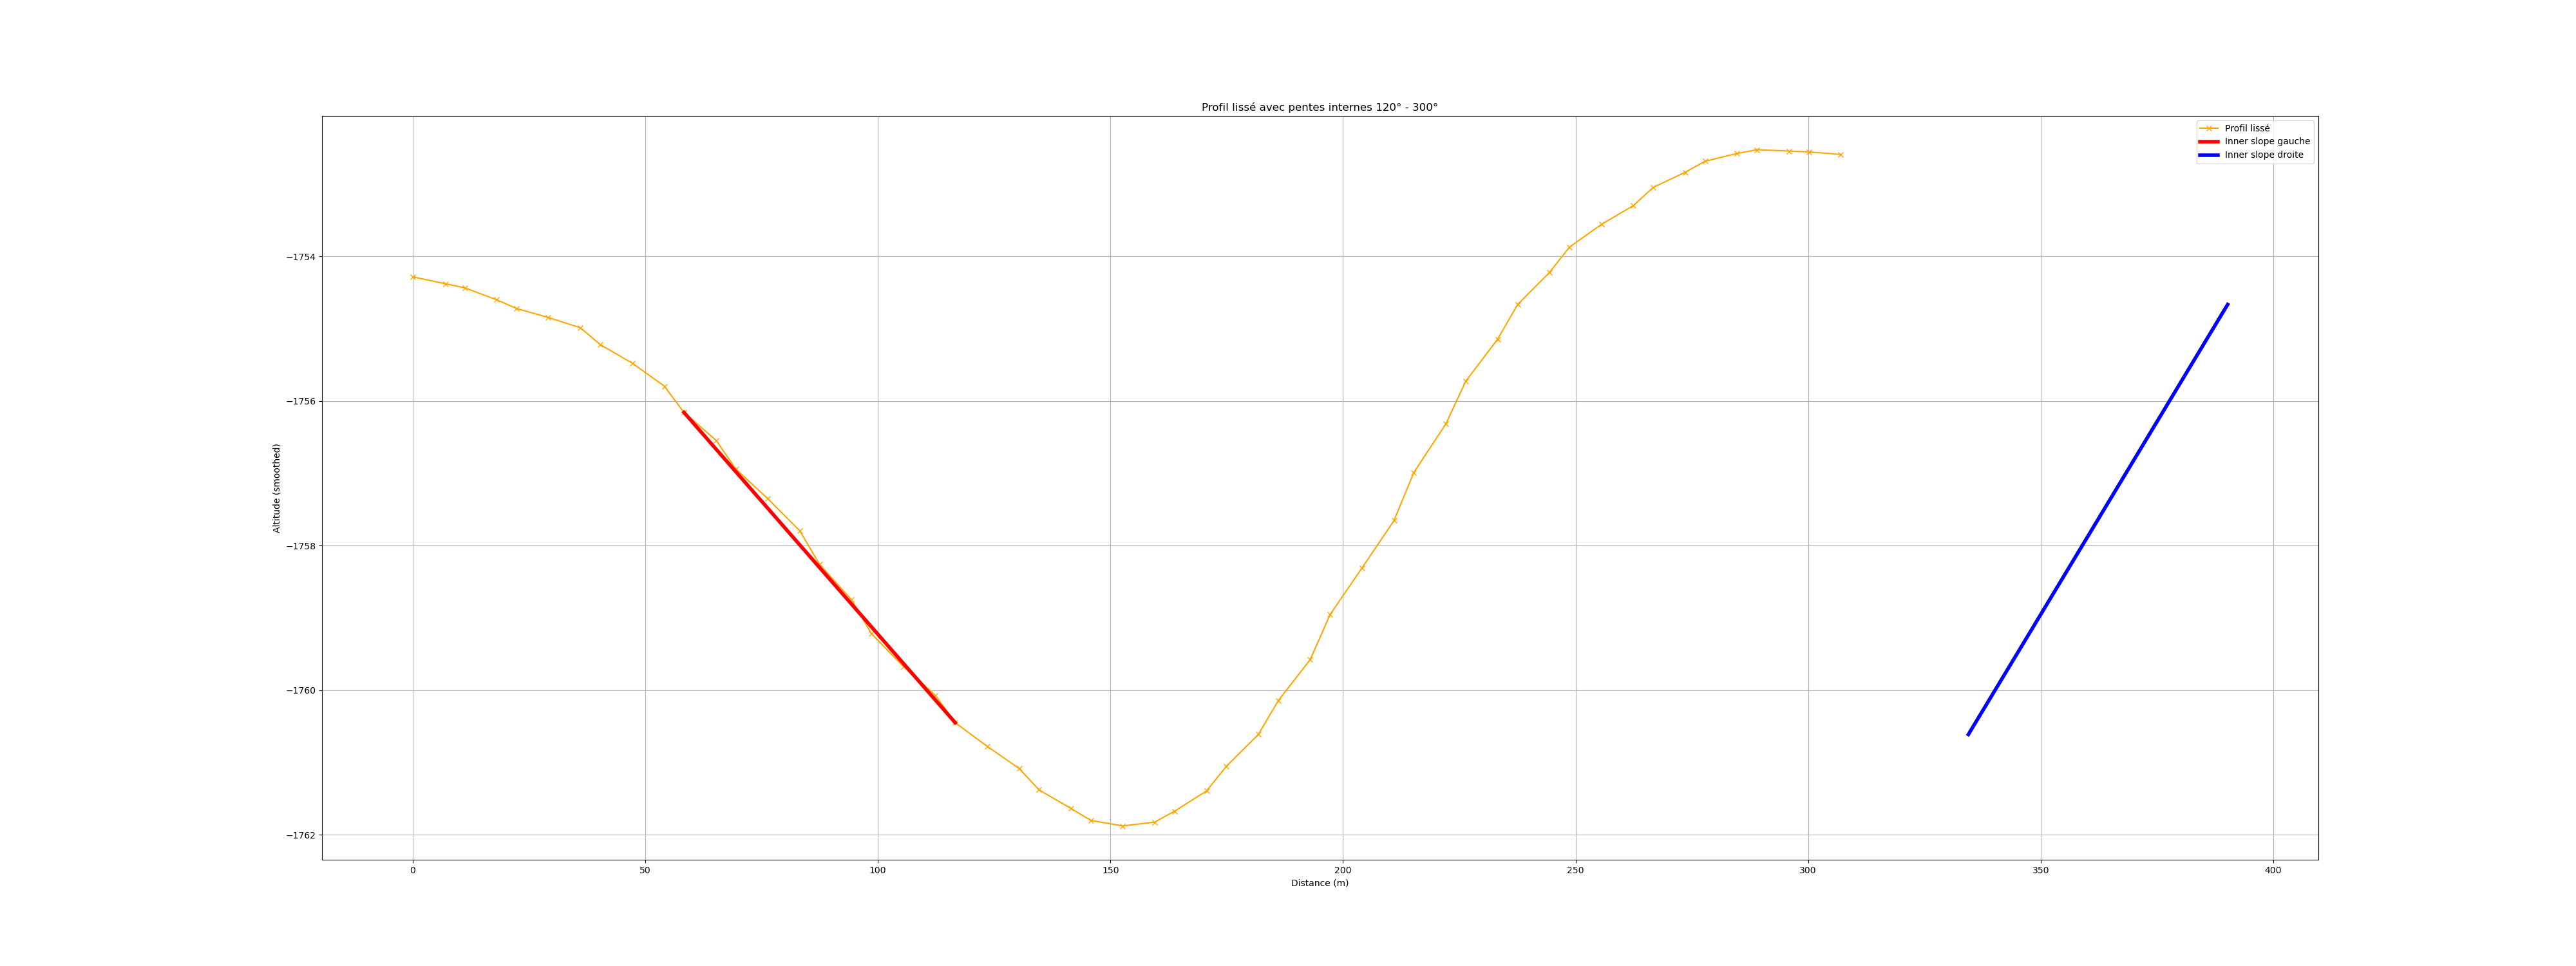 Profil lissé avec pentes internes 120° - 300°
Profil lissé
Inner slope gauche
Inner slope droite
Altitude (smoothed)
−1754
−1756
−1758
−1760
−1762
0 50 100 150 200 250 300 350 400
Distance (m)